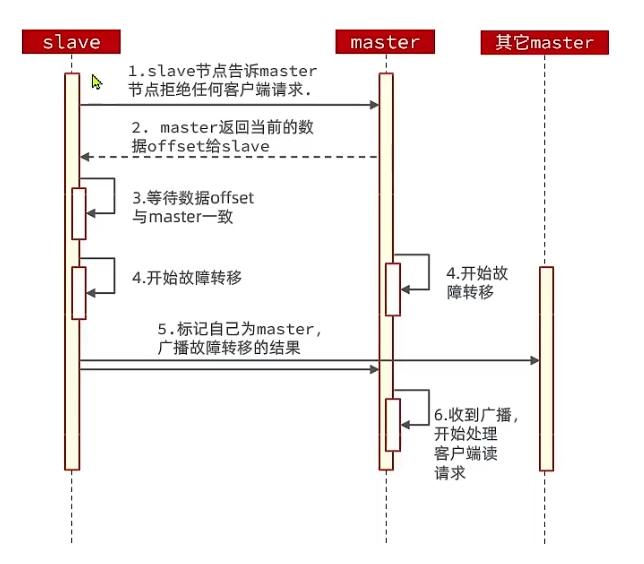 slave
master
其它master
1.slave节点告诉master
节点拒绝任何客户端请求.
2. master返回当前的数
据offset给slave
3.等待数据offset
与master一致
4.开始故障转移
4.开始故
障转移
5.标记自己为master,
广播故障转移的结果
6.收到广播,
开始处理
客户端读
请求